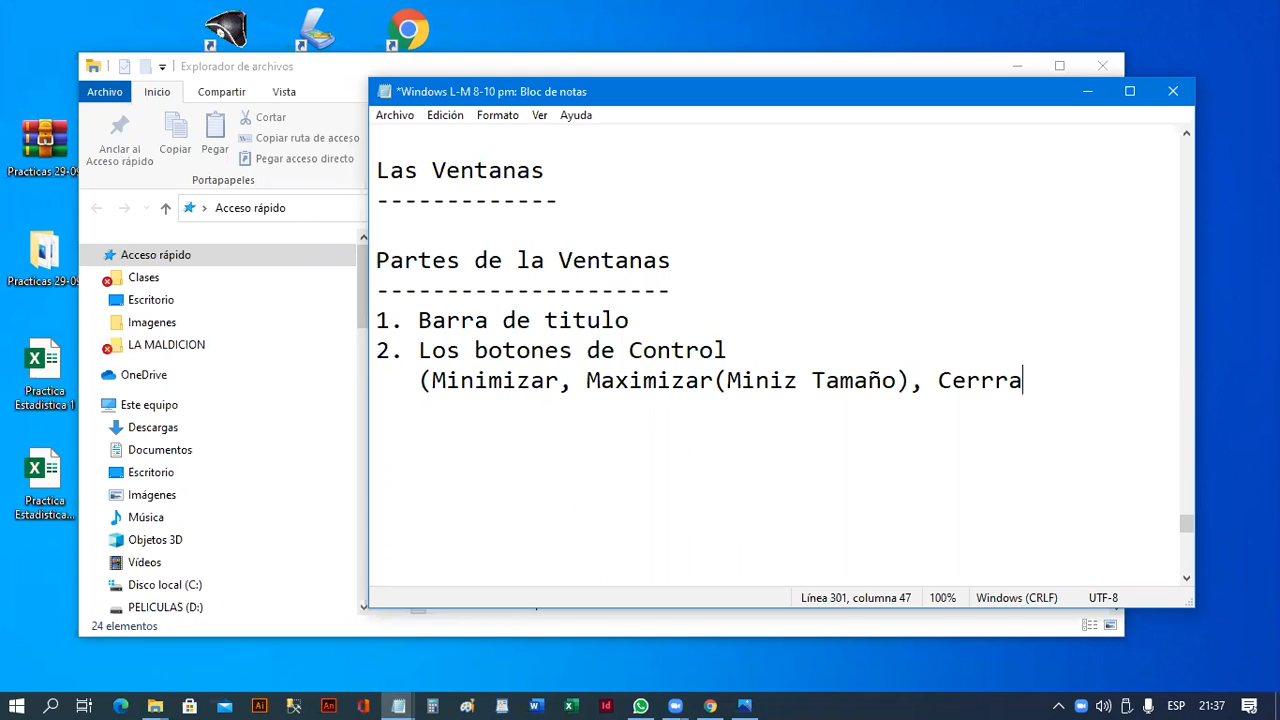 Explorador de archivos
Archivo Inicio Compartir Vista
Anclar al Acceso rápido
Copiar
Pegar
Cortar
Copiar ruta de acceso
Pegar acceso directo
Portapapeles
Acceso rápido
Acceso rápido
Clases
Escritorio
Imagenes
LA MALDICION
OneDrive
Este equipo
Descargas
Documentos
Escritorio
Imágenes
Música
Objetos 3D
Vídeos
Disco local (C:)
PELICULAS (D:)
24 elementos
Practicas 29-09
Practicas 29-09
Practica
Estadistica 1
Practica
Estadistica...
*Windows L-M 8-10 pm: Bloc de notas
Archivo Edición Formato Ver Ayuda
Las Ventanas
-------------
Partes de la Ventanas
---------------------
1. Barra de titulo
2. Los botones de Control
(Minimizar, Maximizar(Miniz Tamaño), Cerrra
Línea 301, columna 47 100% Windows (CRLF) UTF-8
ESP 21:37